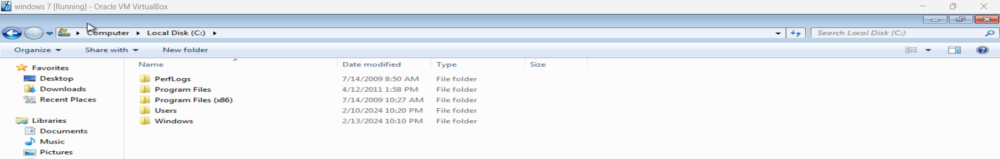 windows 7 [Running] - Oracle VM VirtualBox
Computer Local Disk (C:) Search Local Disk (C:)
Organize Share with New folder
Name Date modified Type Size
Favorites
Desktop
Downloads
Recent Places
Libraries
Documents
Music
Pictures
PerfLogs 7/14/2009 8:50 AM File folder
Program Files 4/12/2011 1:58 PM File folder
Program Files (x86) 7/14/2009 10:27 AM File folder
Users 2/10/2024 10:20 PM File folder
Windows 2/13/2024 10:10 PM File folder